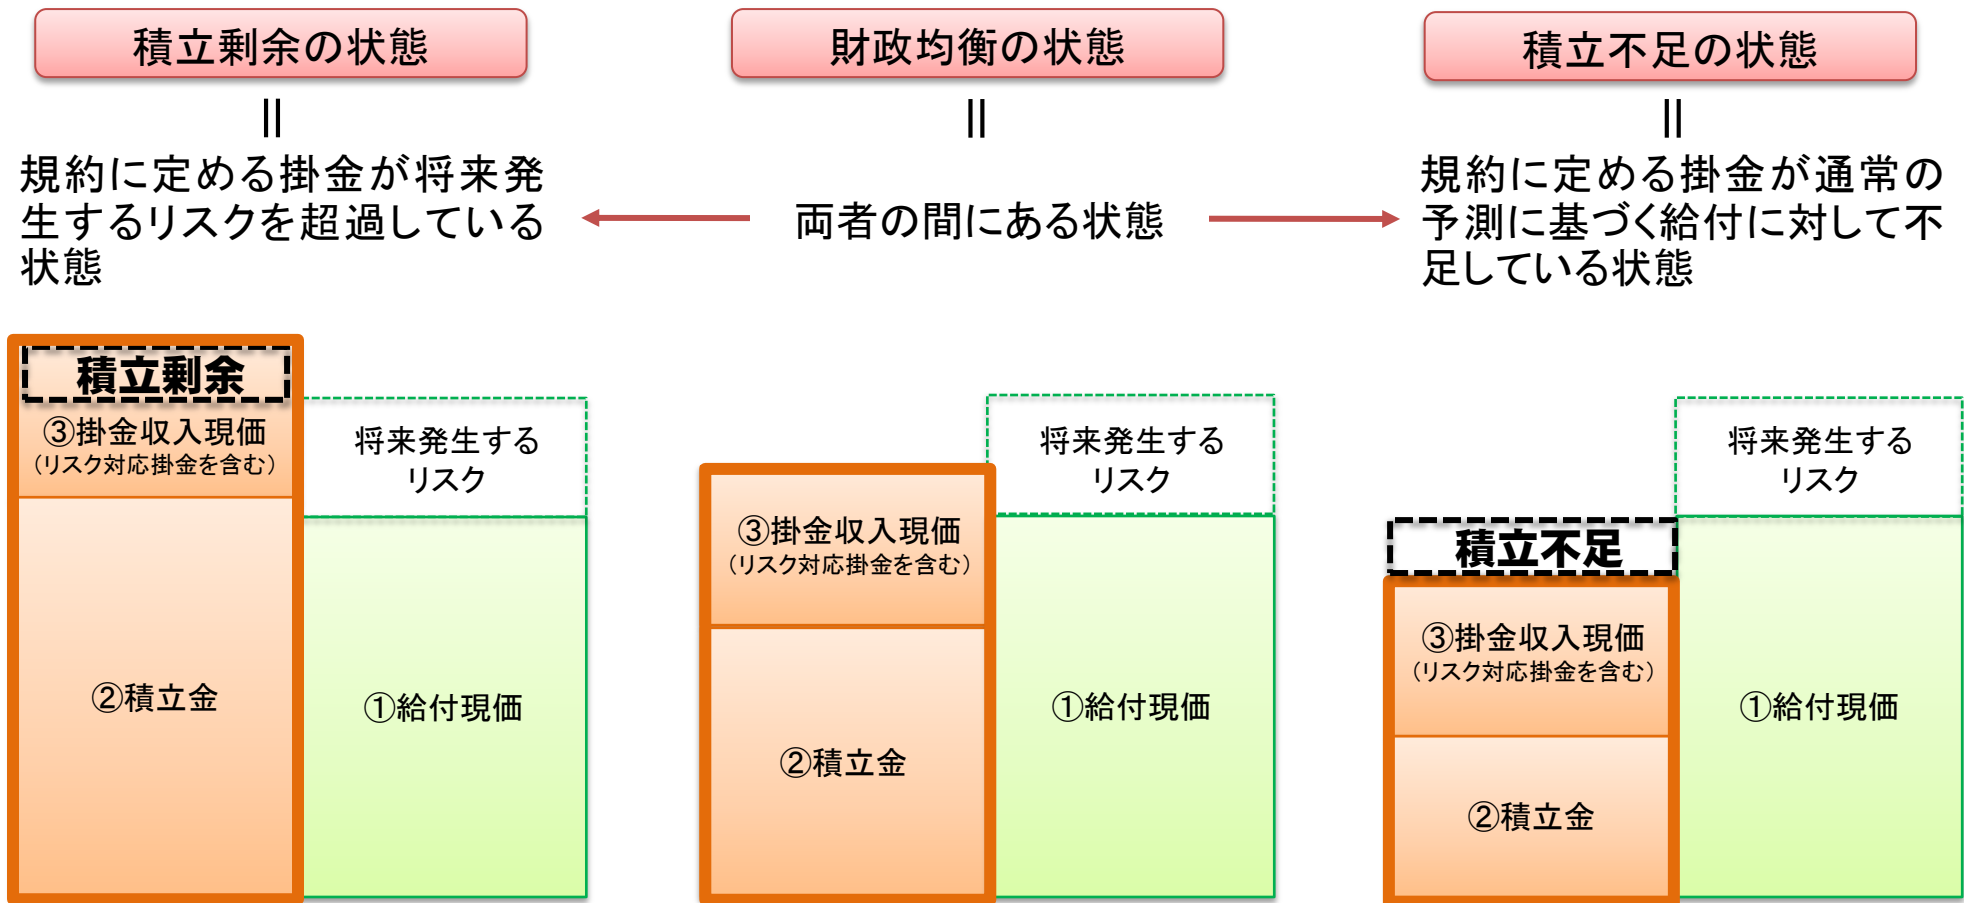 積立剰余の状態
財政均衡の状態
積立不足の状態
||
||
||
規約に定める掛金が将来発
生するリスクを超過している
状態
両者の間にある状態
規約に定める掛金が通常の
予測に基づく給付に対して不
足している状態
積立剰余
③掛金収入現価
(リスク対応掛金を含む)
②積立金
将来発生する
リスク
①給付現価
③掛金収入現価
(リスク対応掛金を含む)
②積立金
将来発生する
リスク
①給付現価
積立不足
③掛金収入現価
(リスク対応掛金を含む)
②積立金
将来発生する
リスク
①給付現価